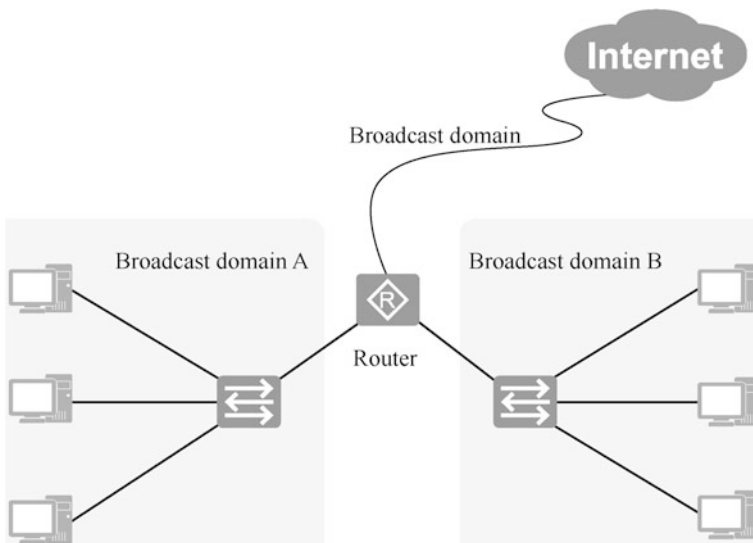 Internet
Broadcast domain
Broadcast domain A
Broadcast domain B
R
Router